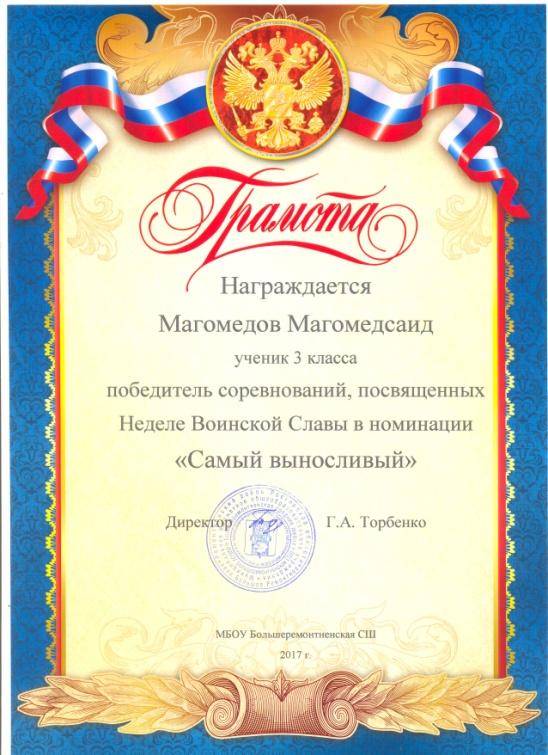 Грамота
Награждается
Магомедов Магомедсаид
ученик 3 класса
победитель соревнований, посвященных
Неделе Воинской Славы в номинации
«Самый выносливый»
Директор Г.А. Торбенко
МБОУ Большеремонтненская СШ
2017 г.